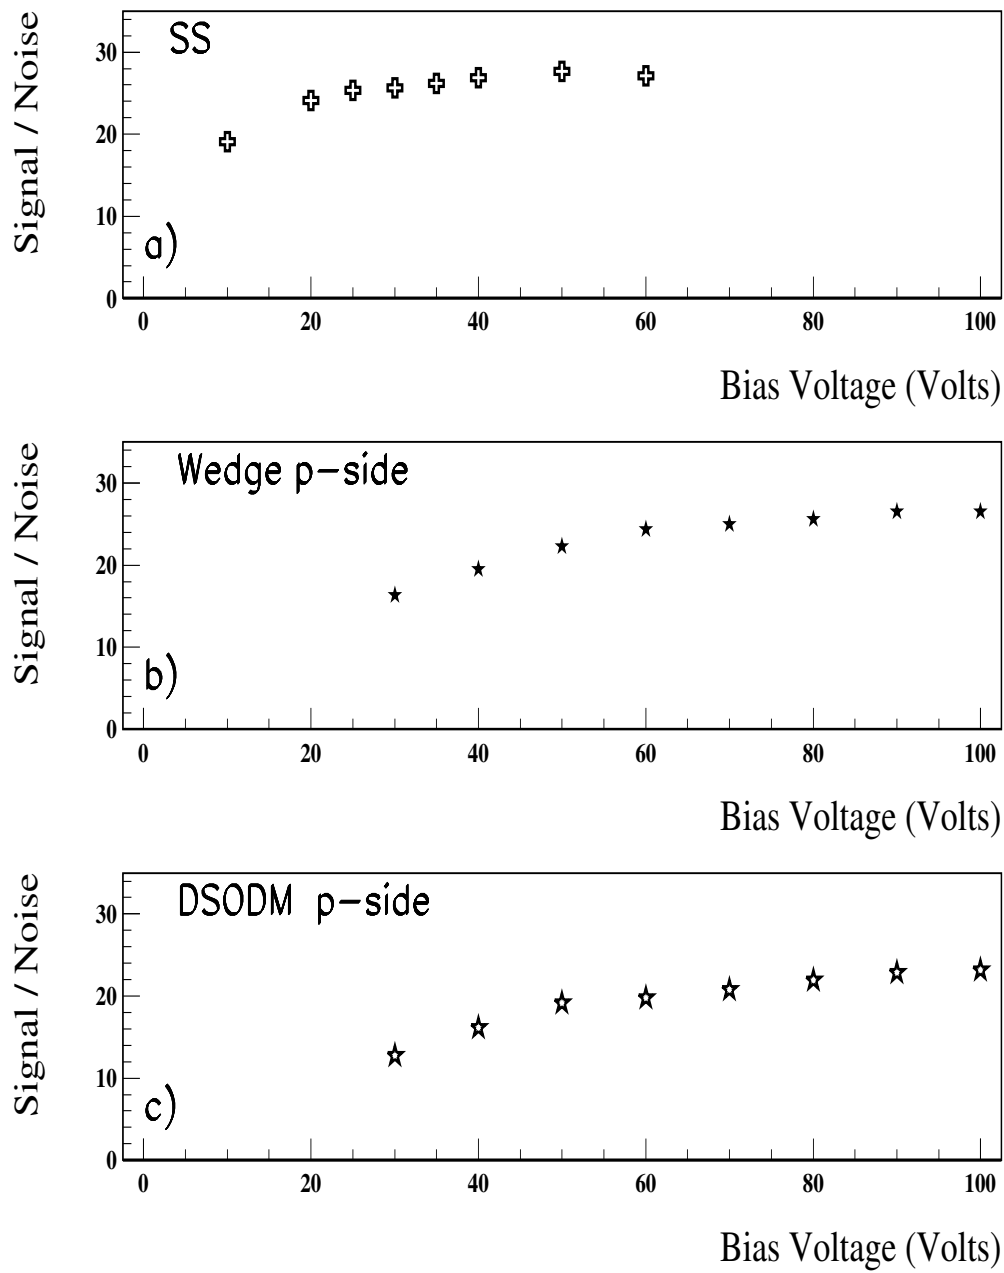 Signal / Noise
SS
30
20
10
a)
0
0 20 40 60 80 100
Bias Voltage (Volts)
Signal / Noise
Wedge p-side
30
20
10
b)
0
0 20 40 60 80 100
Bias Voltage (Volts)
Signal / Noise
DSODM p-side
30
20
10
c)
0
0 20 40 60 80 100
Bias Voltage (Volts)